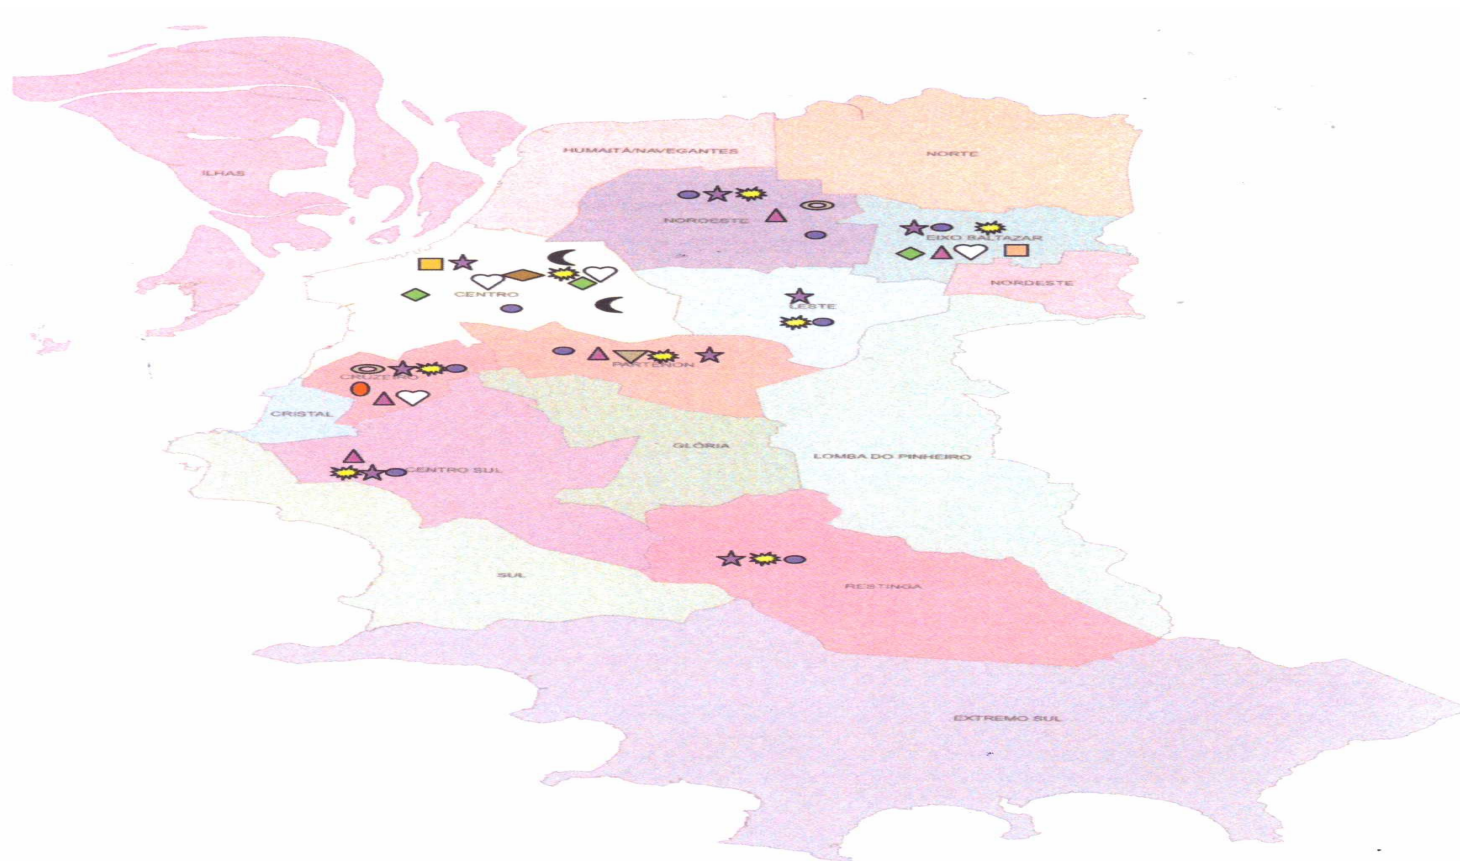 HUMAITÁ/NAVEGANTES
NORTE
ILHAS
NOROESTE
EIXO BALTAZAR
NORDESTE
CENTRO
LESTE
PARTENON
CRUZEIRO
CRISTAL
GLÓRIA
LOMBA DO PINHEIRO
CENTRO SUL
SUL
RESTINGA
EXTREMO SUL